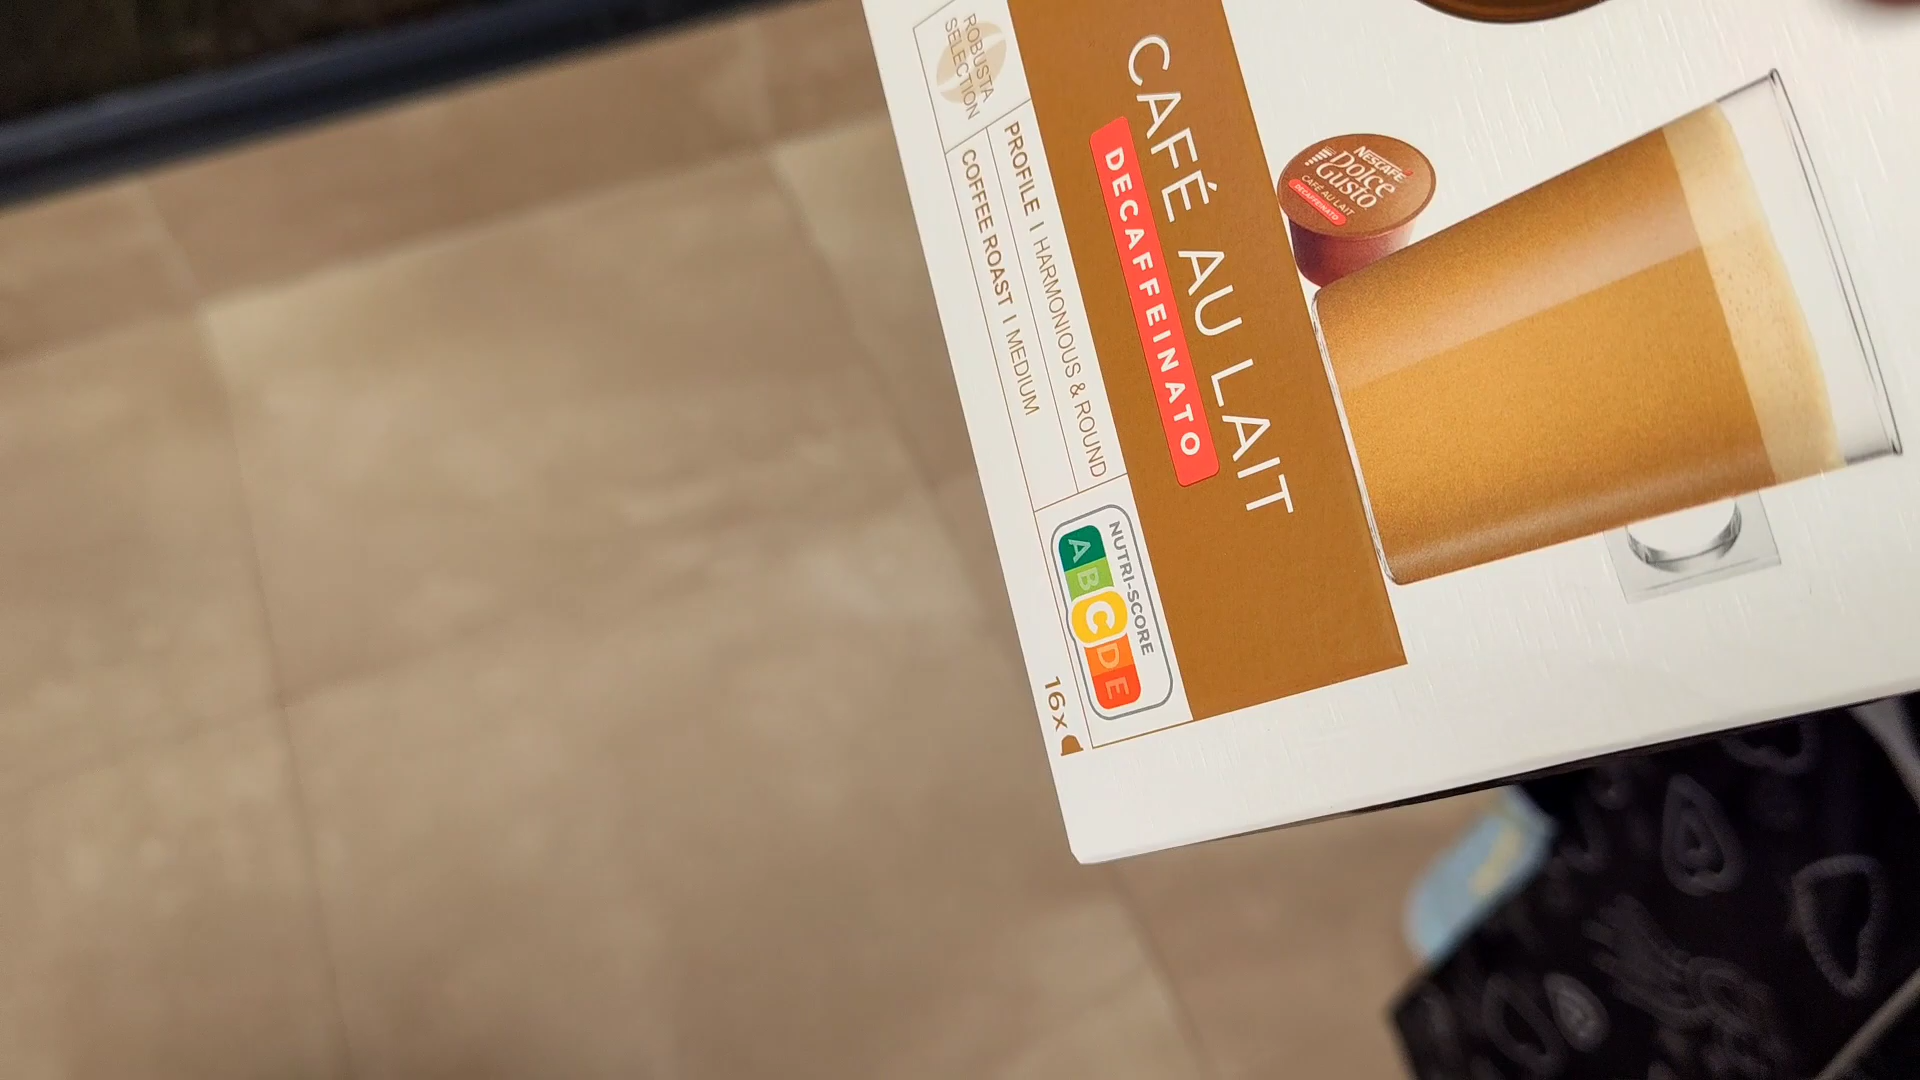 CAFÉ AU LAIT
DECAFFEINATO
ROBUSTA
SELECTION
PROFILE | HARMONIOUS & ROUND
COFFEE ROAST | MEDIUM
NUTRI-SCORE
A B C D E
16x
NESCAFÉ
Dolce
Gusto
CAFÉ AU LAIT
DECAFFEINATO